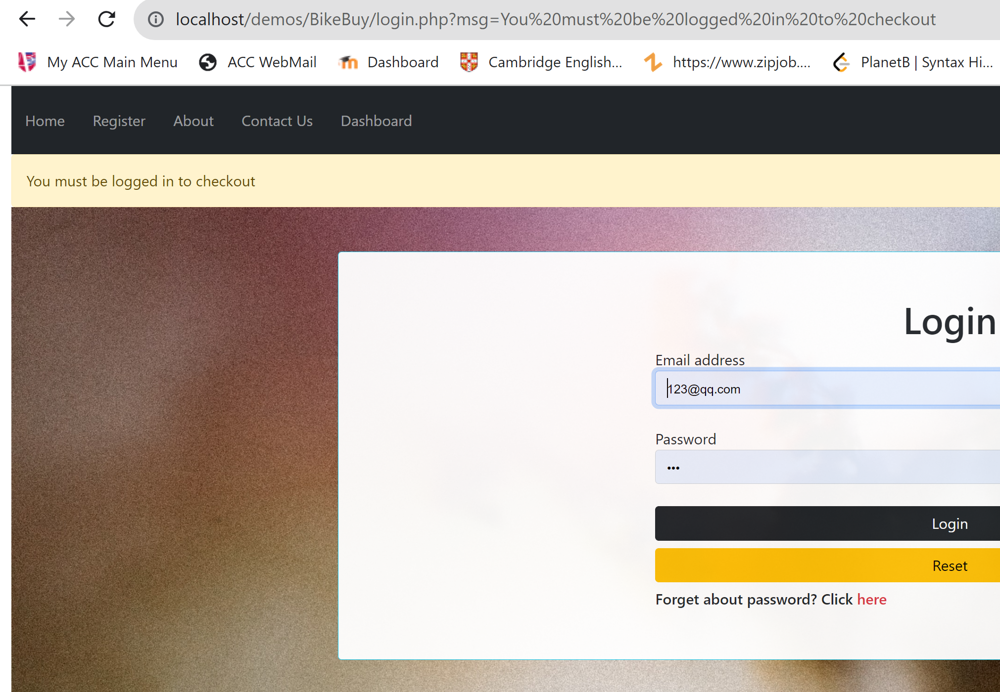 localhost/demos/BikeBuy/login.php?msg=You%20must%20be%20logged%20in%20to%20checkout
My ACC Main Menu ACC WebMail Dashboard Cambridge English... https://www.zipjob.... PlanetB | Syntax Hi...
Home Register About Contact Us Dashboard
You must be logged in to checkout
Login
Email address
123@qq.com
Password
•••
Login
Reset
Forget about password? Click here